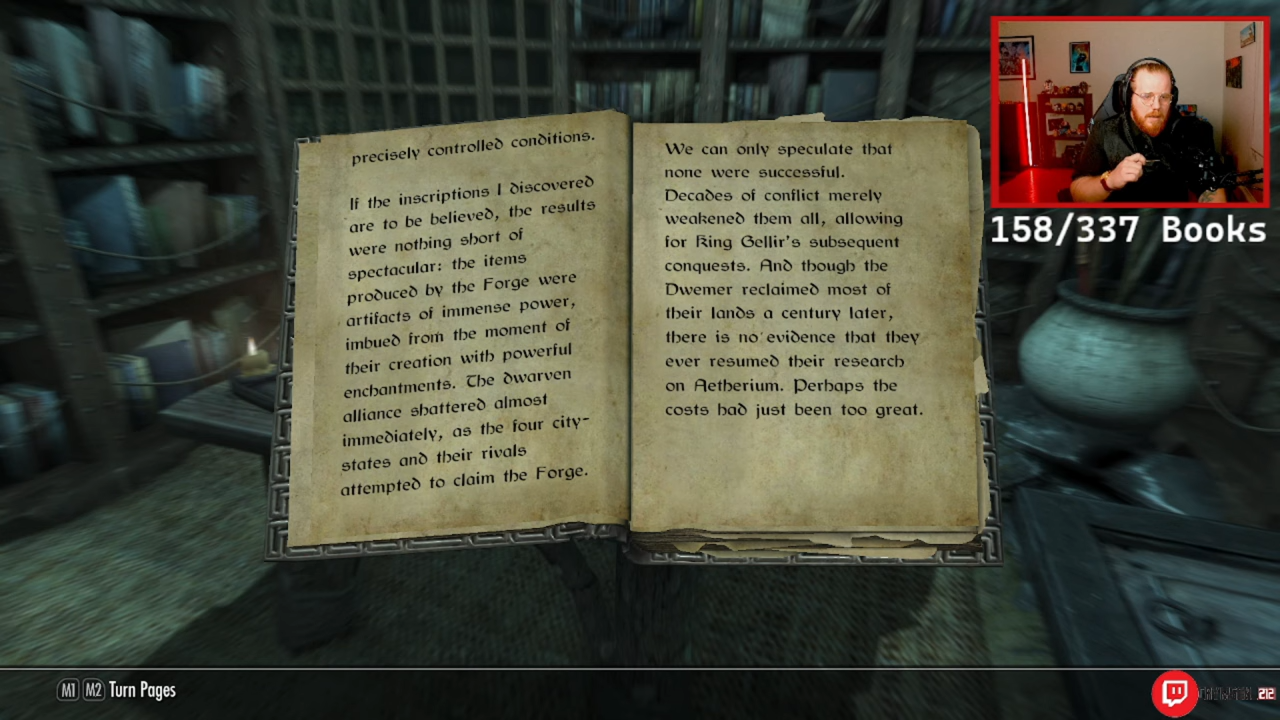 precisely controlled conditions.
If the inscriptions I discovered
are to be believed, the results
were nothing short of
spectacular: the items
produced by the Forge were
artifacts of immense power,
imbued from the moment of
their creation with powerful
enchantments. The dwarven
alliance shattered almost
immediately, as the four city-
states and their rivals
attempted to claim the Forge.
We can only speculate that
none were successful.
Decades of conflict merely
weakened them all, allowing
for King Gellir's subsequent
conquests. And though the
Dwemer reclaimed most of
their lands a century later,
there is no evidence that they
ever resumed their research
on Aetherium. Perhaps the
costs had just been too great.
158/337 Books
M1 M2 Turn Pages
212